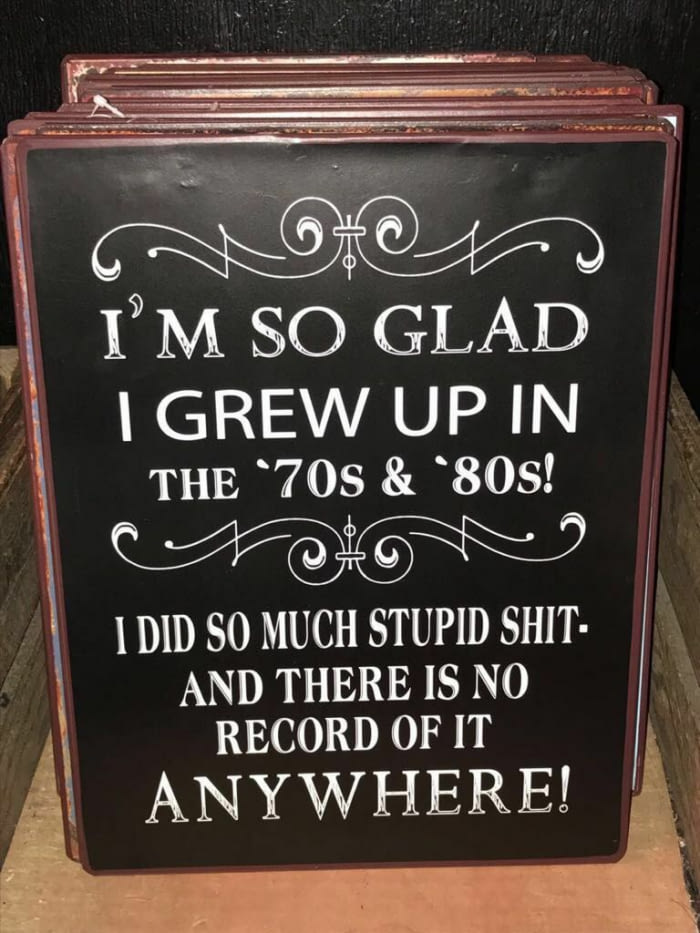 I'M SO GLAD
I GREW UP IN
THE `70S & `80S!
I DID SO MUCH STUPID SHIT-
AND THERE IS NO
RECORD OF IT
ANYWHERE!